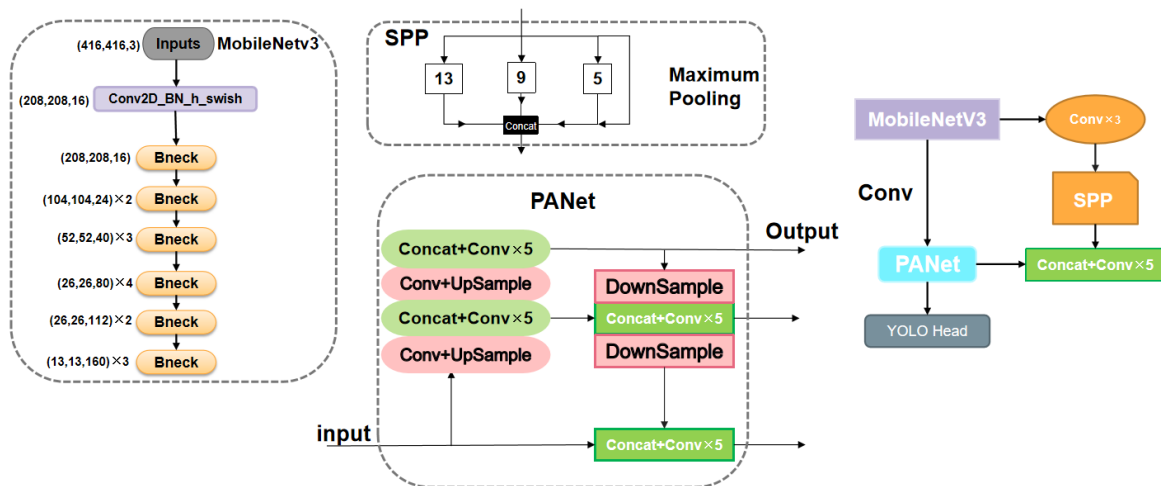 (416,416,3)
Inputs
MobileNetv3
(208,208,16)
Conv2D_BN_h_swish
(208,208,16)
Bneck
(104,104,24)×2
Bneck
(52,52,40)×3
Bneck
(26,26,80)×4
Bneck
(26,26,112)×2
Bneck
(13,13,160)×3
Bneck
SPP
13
9
5
Maximum
Pooling
Concat
PANet
Concat+Conv×5
Output
Conv+UpSample
DownSample
Concat+Conv×5
Concat+Conv×5
Conv+UpSample
DownSample
input
Concat+Conv×5
MobileNetV3
Conv×3
Conv
SPP
PANet
Concat+Conv×5
YOLO Head